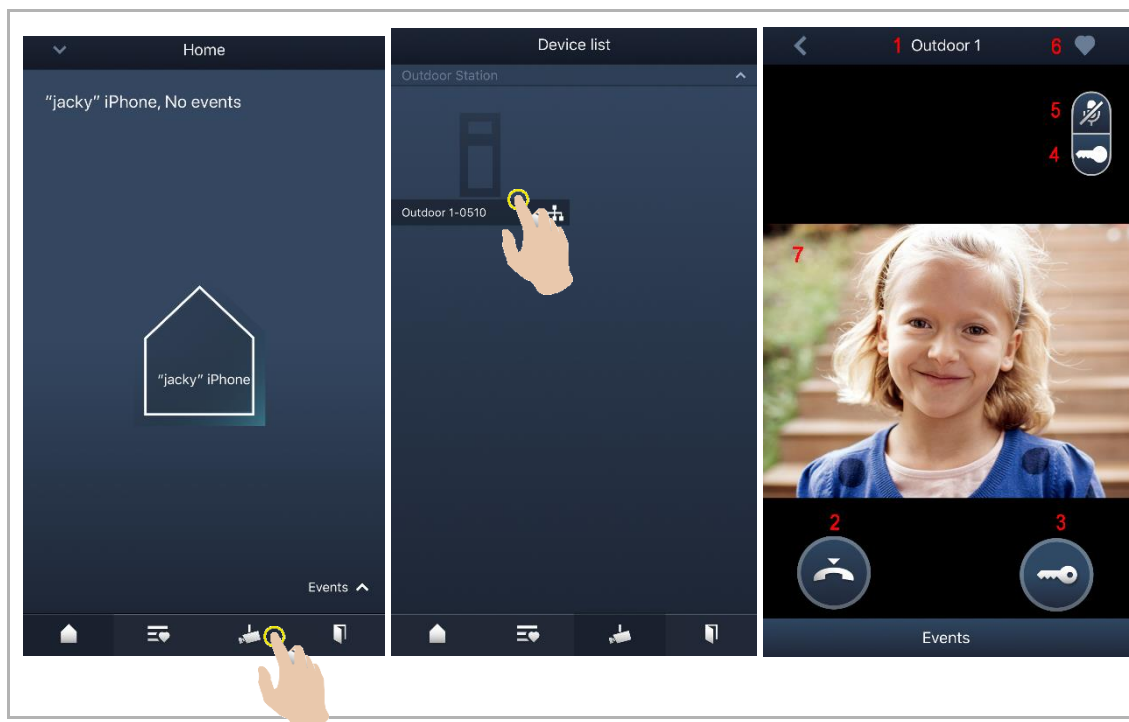 Home
"jacky" iPhone, No events
"jacky" iPhone
Events
Device list
Outdoor Station
Outdoor 1-0510
1 Outdoor 1 6
5
4
7
2 3
Events